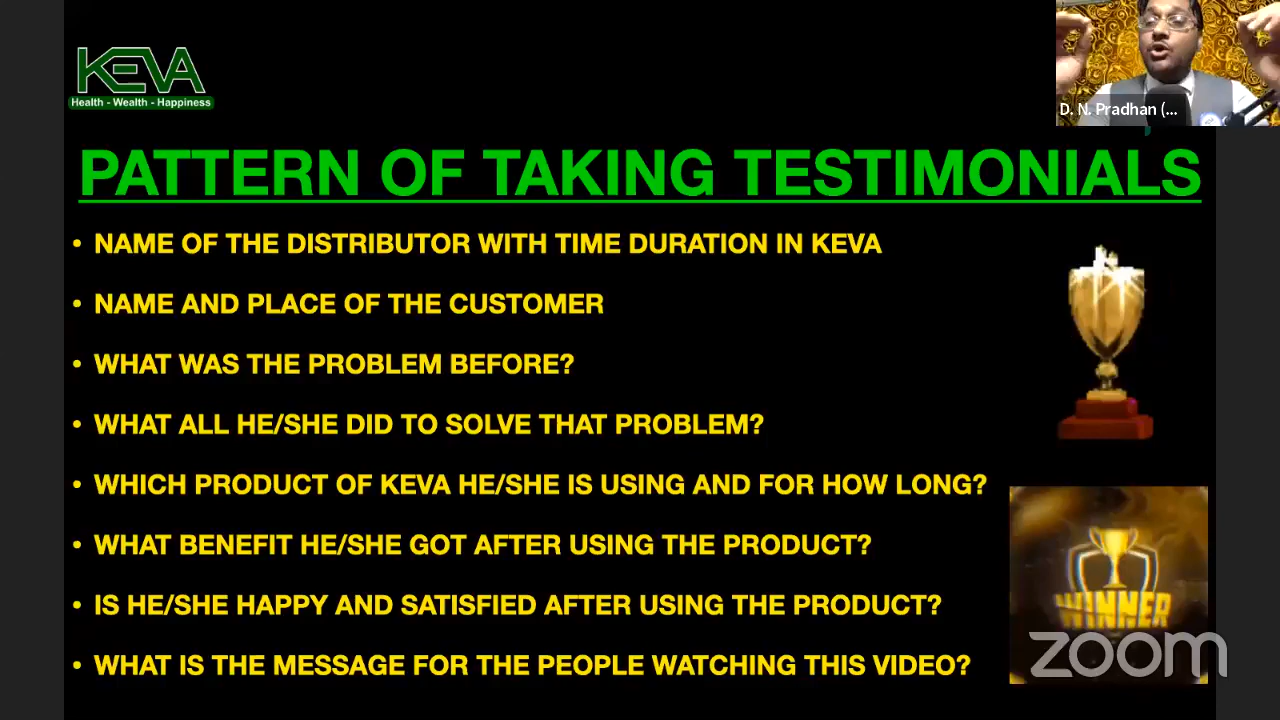 KEVA
Health - Wealth - Happiness
D. N. Pradhan (...
PATTERN OF TAKING TESTIMONIALS
• NAME OF THE DISTRIBUTOR WITH TIME DURATION IN KEVA
• NAME AND PLACE OF THE CUSTOMER
• WHAT WAS THE PROBLEM BEFORE?
• WHAT ALL HE/SHE DID TO SOLVE THAT PROBLEM?
• WHICH PRODUCT OF KEVA HE/SHE IS USING AND FOR HOW LONG?
• WHAT BENEFIT HE/SHE GOT AFTER USING THE PRODUCT?
• IS HE/SHE HAPPY AND SATISFIED AFTER USING THE PRODUCT?
• WHAT IS THE MESSAGE FOR THE PEOPLE WATCHING THIS VIDEO?
WINNER
zoom